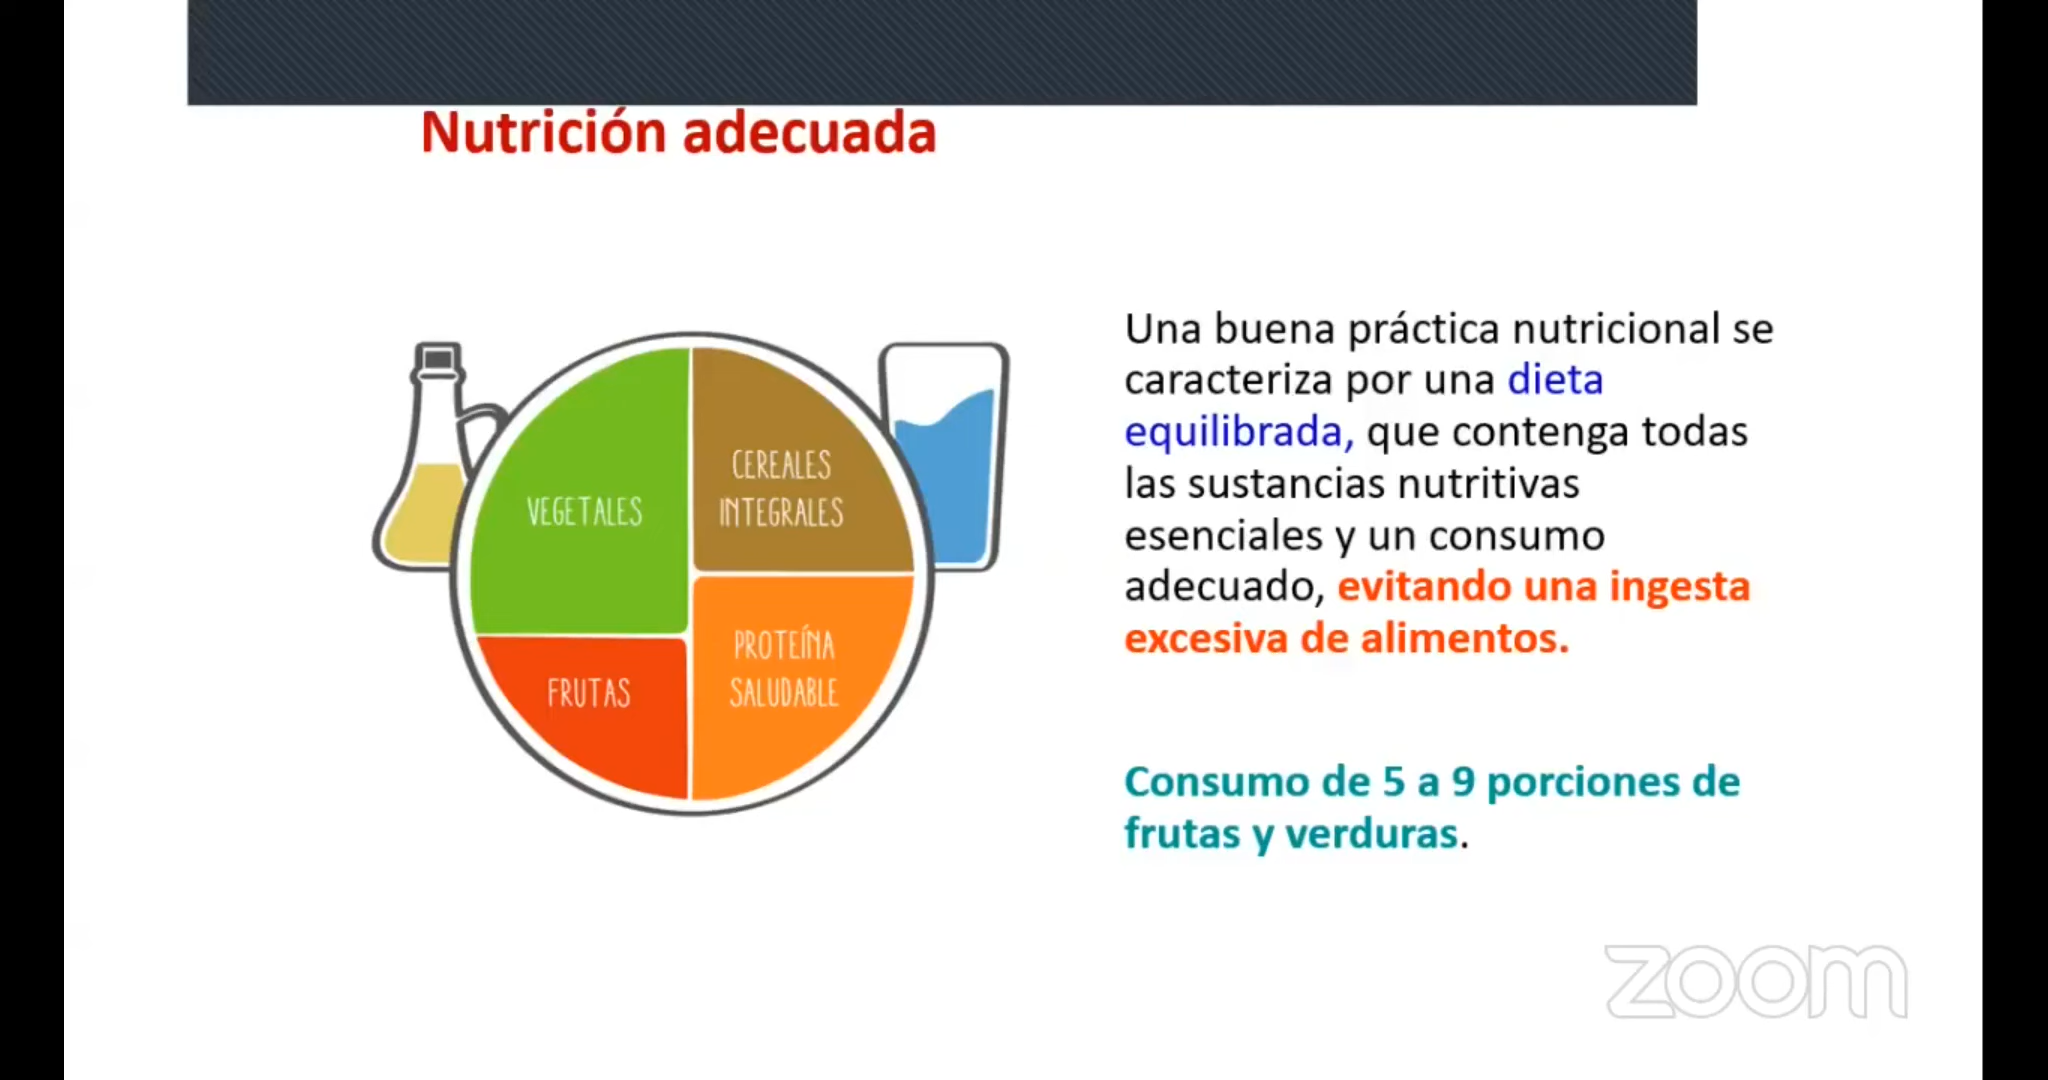 Nutrición adecuada
VEGETALES
CEREALES
INTEGRALES
FRUTAS
PROTEÍNA
SALUDABLE
Una buena práctica nutricional se
caracteriza por una dieta
equilibrada, que contenga todas
las sustancias nutritivas
esenciales y un consumo
adecuado, evitando una ingesta
excesiva de alimentos.
Consumo de 5 a 9 porciones de
frutas y verduras.
zoom